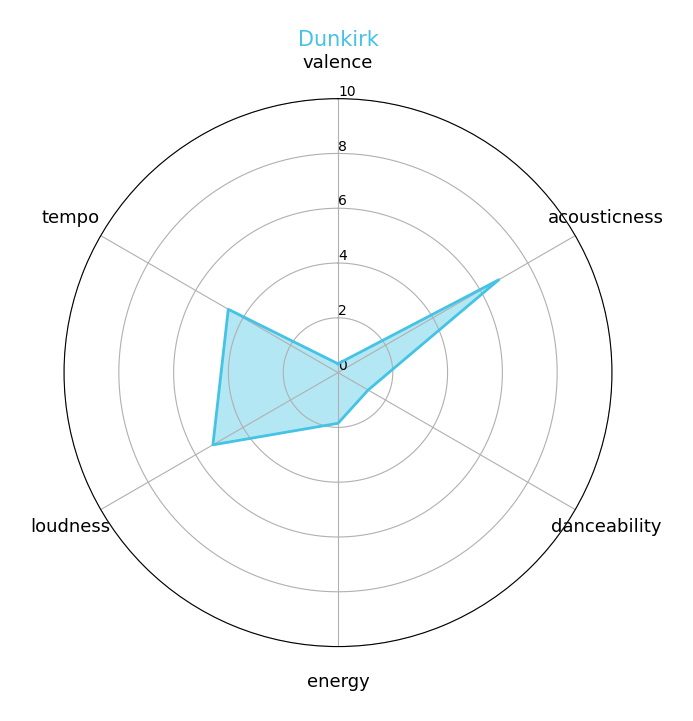 Dunkirk
valence
10
8
acousticness
tempo
6
4
2
0
loudness
danceability
energy